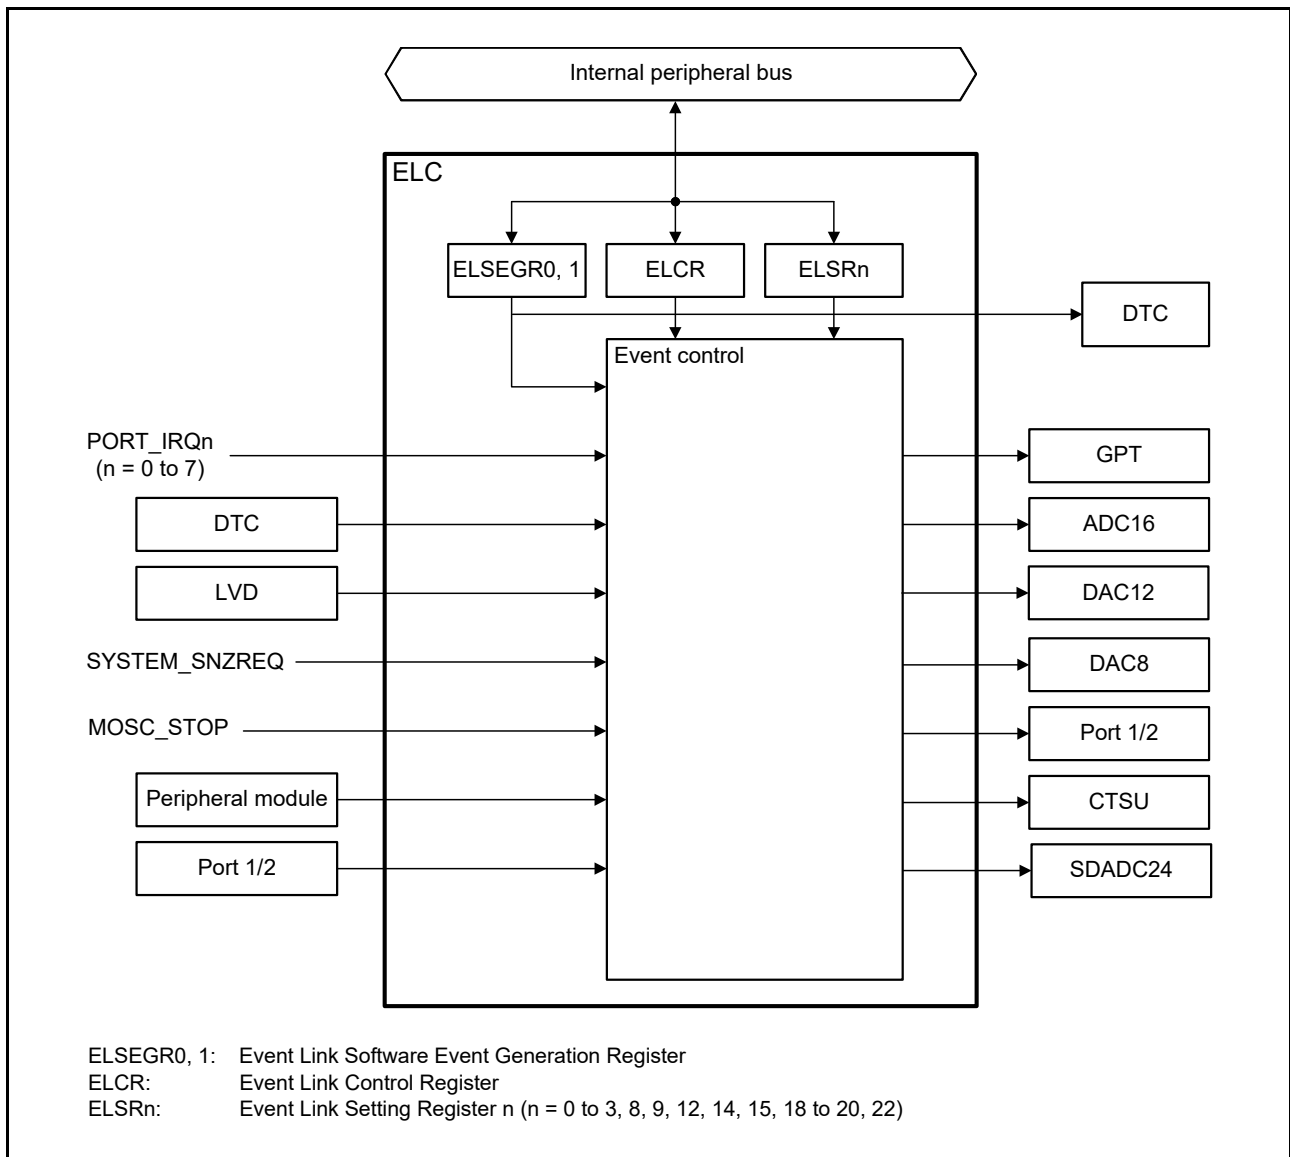 Internal peripheral bus
ELC
ELSEGR0, 1
ELCR
ELSRn
DTC
Event control
PORT_IRQn
(n = 0 to 7)
GPT
DTC
ADC16
LVD
DAC12
SYSTEM_SNZREQ
DAC8
MOSC_STOP
Port 1/2
Peripheral module
CTSU
Port 1/2
SDADC24
ELSEGR0, 1: Event Link Software Event Generation Register
ELCR: Event Link Control Register
ELSRn: Event Link Setting Register n (n = 0 to 3, 8, 9, 12, 14, 15, 18 to 20, 22)